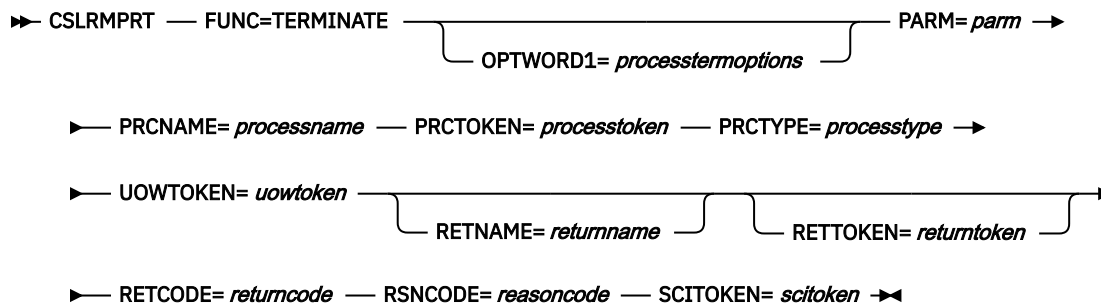 CSLRMPRT FUNC=TERMINATE PARM= parm
OPTWORD1= processtermoptions
PRCNAME= processname PRCTOKEN= processtoken PRCTYPE= processtype
UOWTOKEN= uowtoken
RETNAME= returnname RETTOKEN= returntoken
RETCODE= returncode RSNCODE= reasoncode SCITOKEN= scitoken